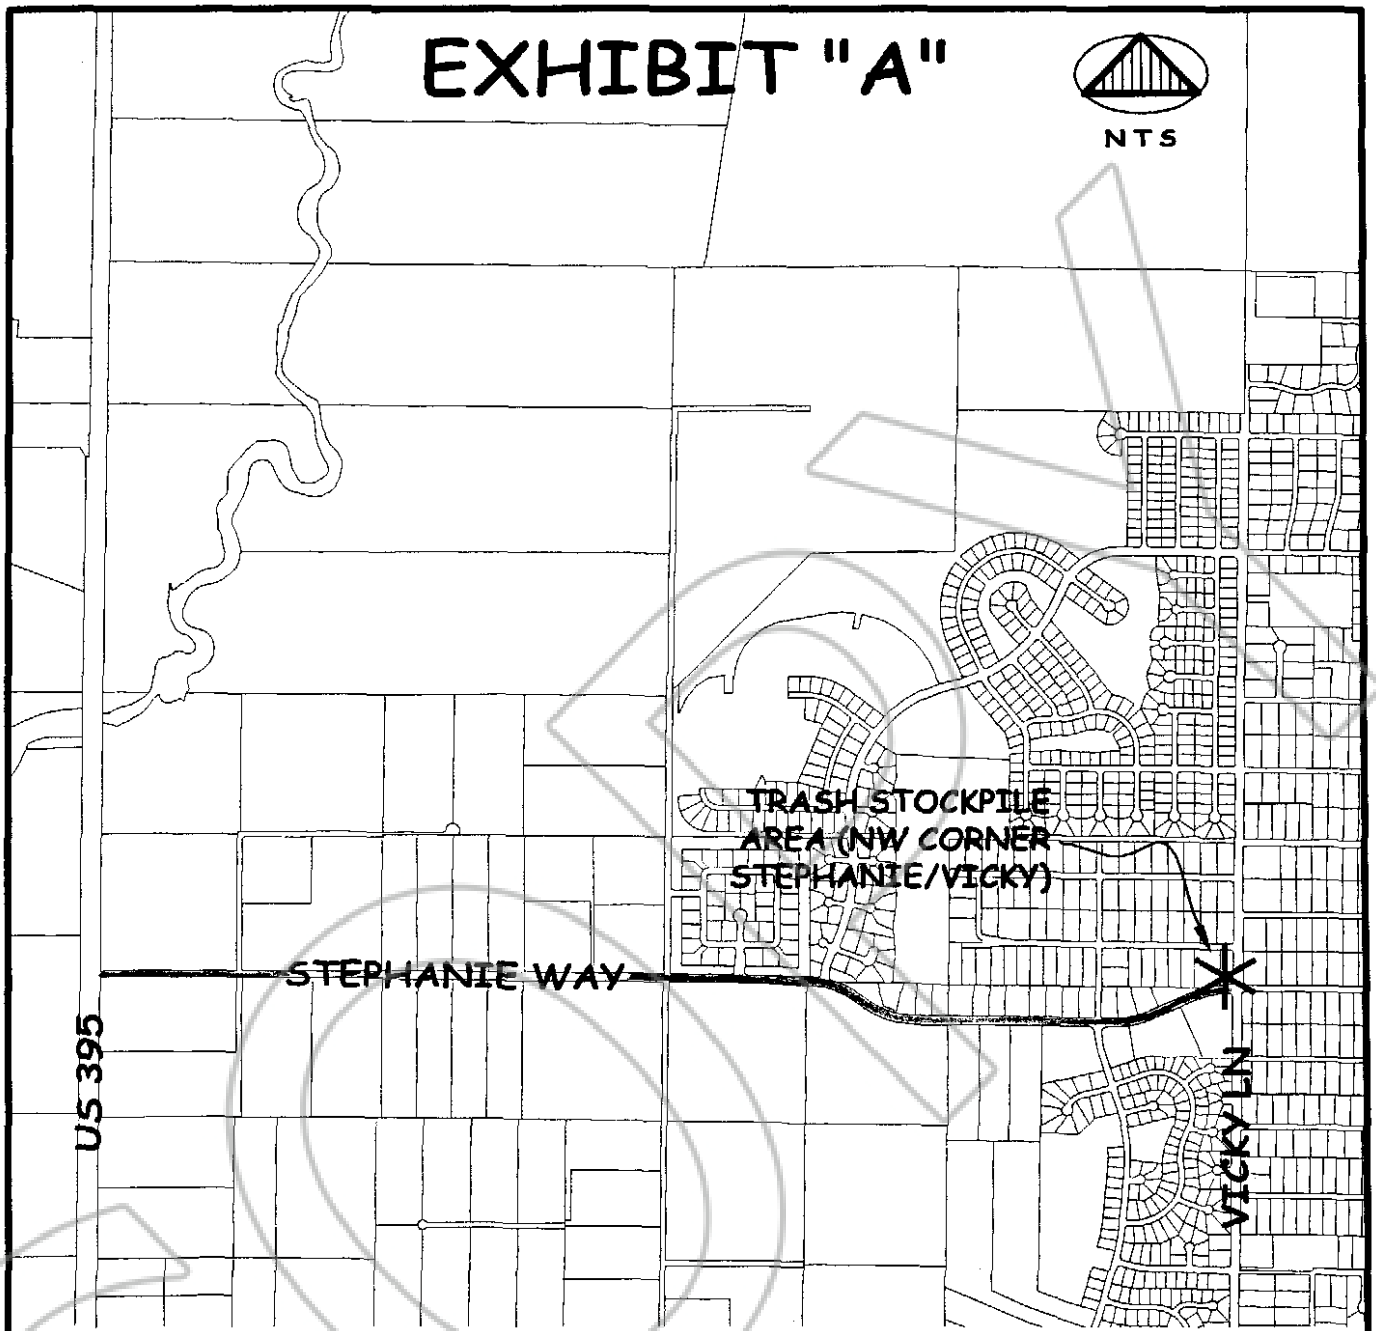 EXHIBIT "A"
NTS
TRASH STOCKPILE
AREA (NW CORNER
STEPHANIE/VICKY)
STEPHANIE WAY
US 395
VICKY LN